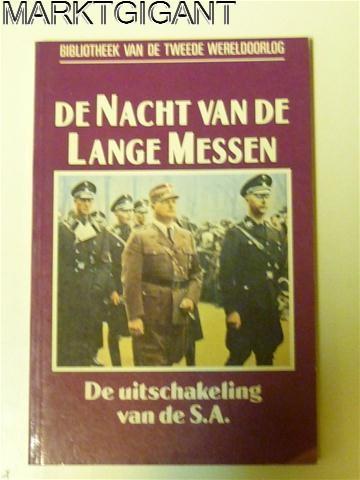 MARKTGIGANT
BIBLIOTHEEK VAN DE TWEEDE WERELDOORLOG
DE NACHT VAN DE
LANGE MESSEN
De uitschakeling
van de S.A.